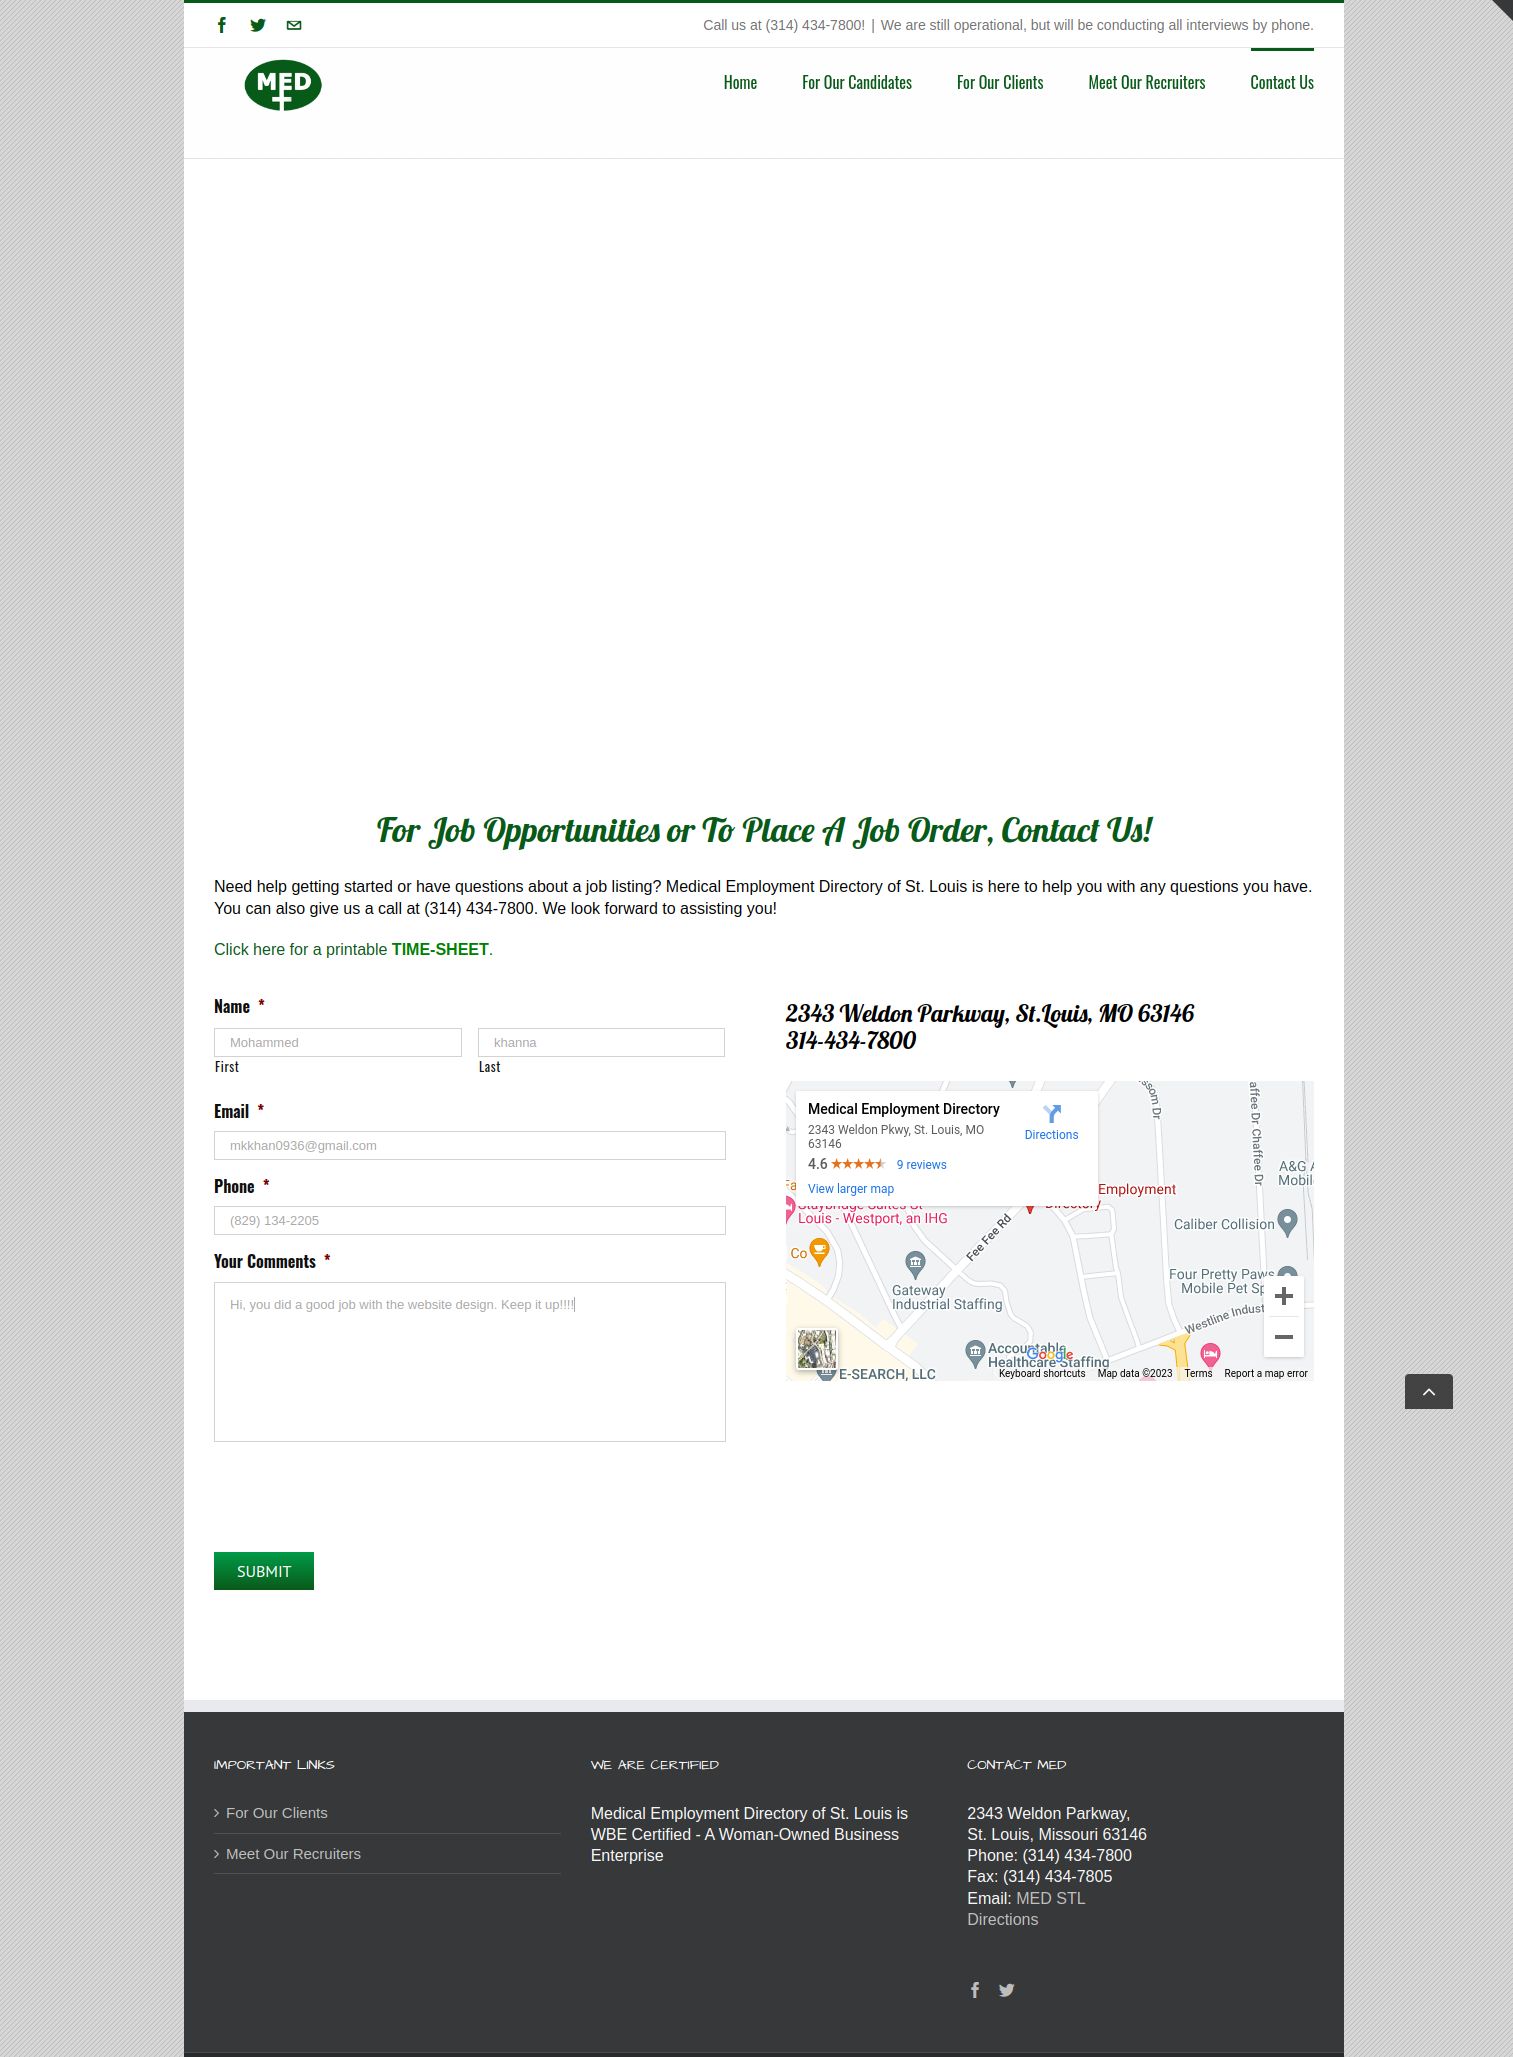 Call us at (314) 434-7800! | We are still operational, but will be conducting all interviews by phone.
MED
Home
For Our Candidates
For Our Clients
Meet Our Recruiters
Contact Us
For Job Opportunities or To Place A Job Order, Contact Us!
Need help getting started or have questions about a job listing? Medical Employment Directory of St. Louis is here to help you with any questions you have.
You can also give us a call at (314) 434-7800. We look forward to assisting you!
Click here for a printable TIME-SHEET.
Name *
Mohammed
khanna
First
Last
Email *
mkkhan0936@gmail.com
Phone *
(829) 134-2205
Your Comments *
Hi, you did a good job with the website design. Keep it up!!!!
SUBMIT
2343 Weldon Parkway, St.Louis, MO 63146
314-434-7800
Medical Employment Directory
2343 Weldon Pkwy, St. Louis, MO
63146
4.6
9 reviews
View larger map
Directions
ssom Dr
affee Dr
Chaffee Dr
A&G A
Mobil
Fa
Employment
Directory
Staybridge Suites St
Louis - Westport, an IHG
Caliber Collision
Co
Fee Fee Rd
Gateway
Industrial Staffing
Four Pretty Paws
Mobile Pet Sp
Westline Indust
Accountable
Healthcare Staffing
Google
E-SEARCH, LLC
Keyboard shortcuts
Map data ©2023
Terms
Report a map error
IMPORTANT LINKS
For Our Clients
Meet Our Recruiters
WE ARE CERTIFIED
Medical Employment Directory of St. Louis is
WBE Certified - A Woman-Owned Business
Enterprise
CONTACT MED
2343 Weldon Parkway,
St. Louis, Missouri 63146
Phone: (314) 434-7800
Fax: (314) 434-7805
Email: MED STL
Directions